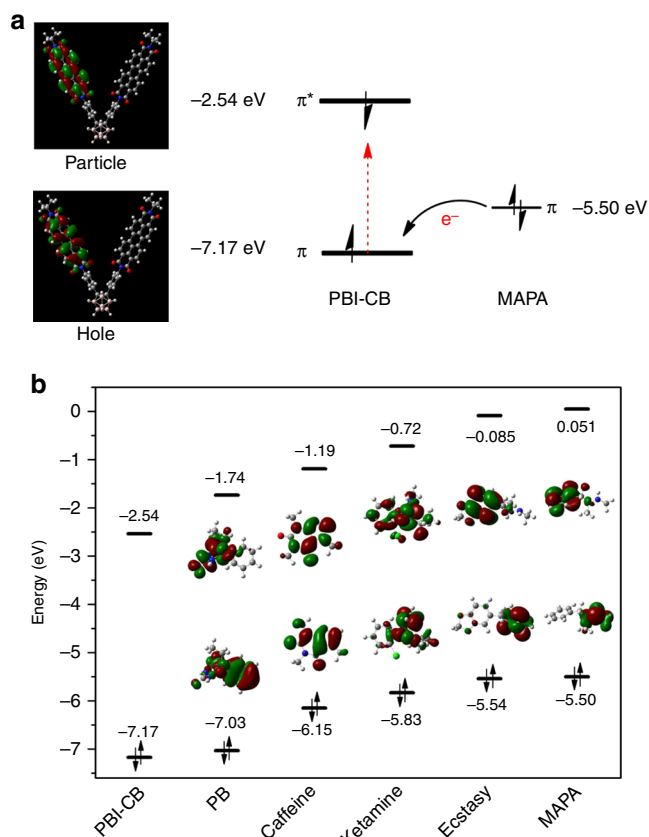 a
−2.54 eV π*
Particle
π −5.50 eV
e−
−7.17 eV π
PBI-CB MAPA
Hole
b
0
−1
−2
−3
−4
−5
−6
−7
Energy (eV)
−2.54
−1.74
−1.19
−0.72
−0.085
0.051
−7.17
−7.03
−6.15
−5.83
−5.54
−5.50
PBI-CB
PB
Caffeine
Ketamine
Ecstasy
MAPA